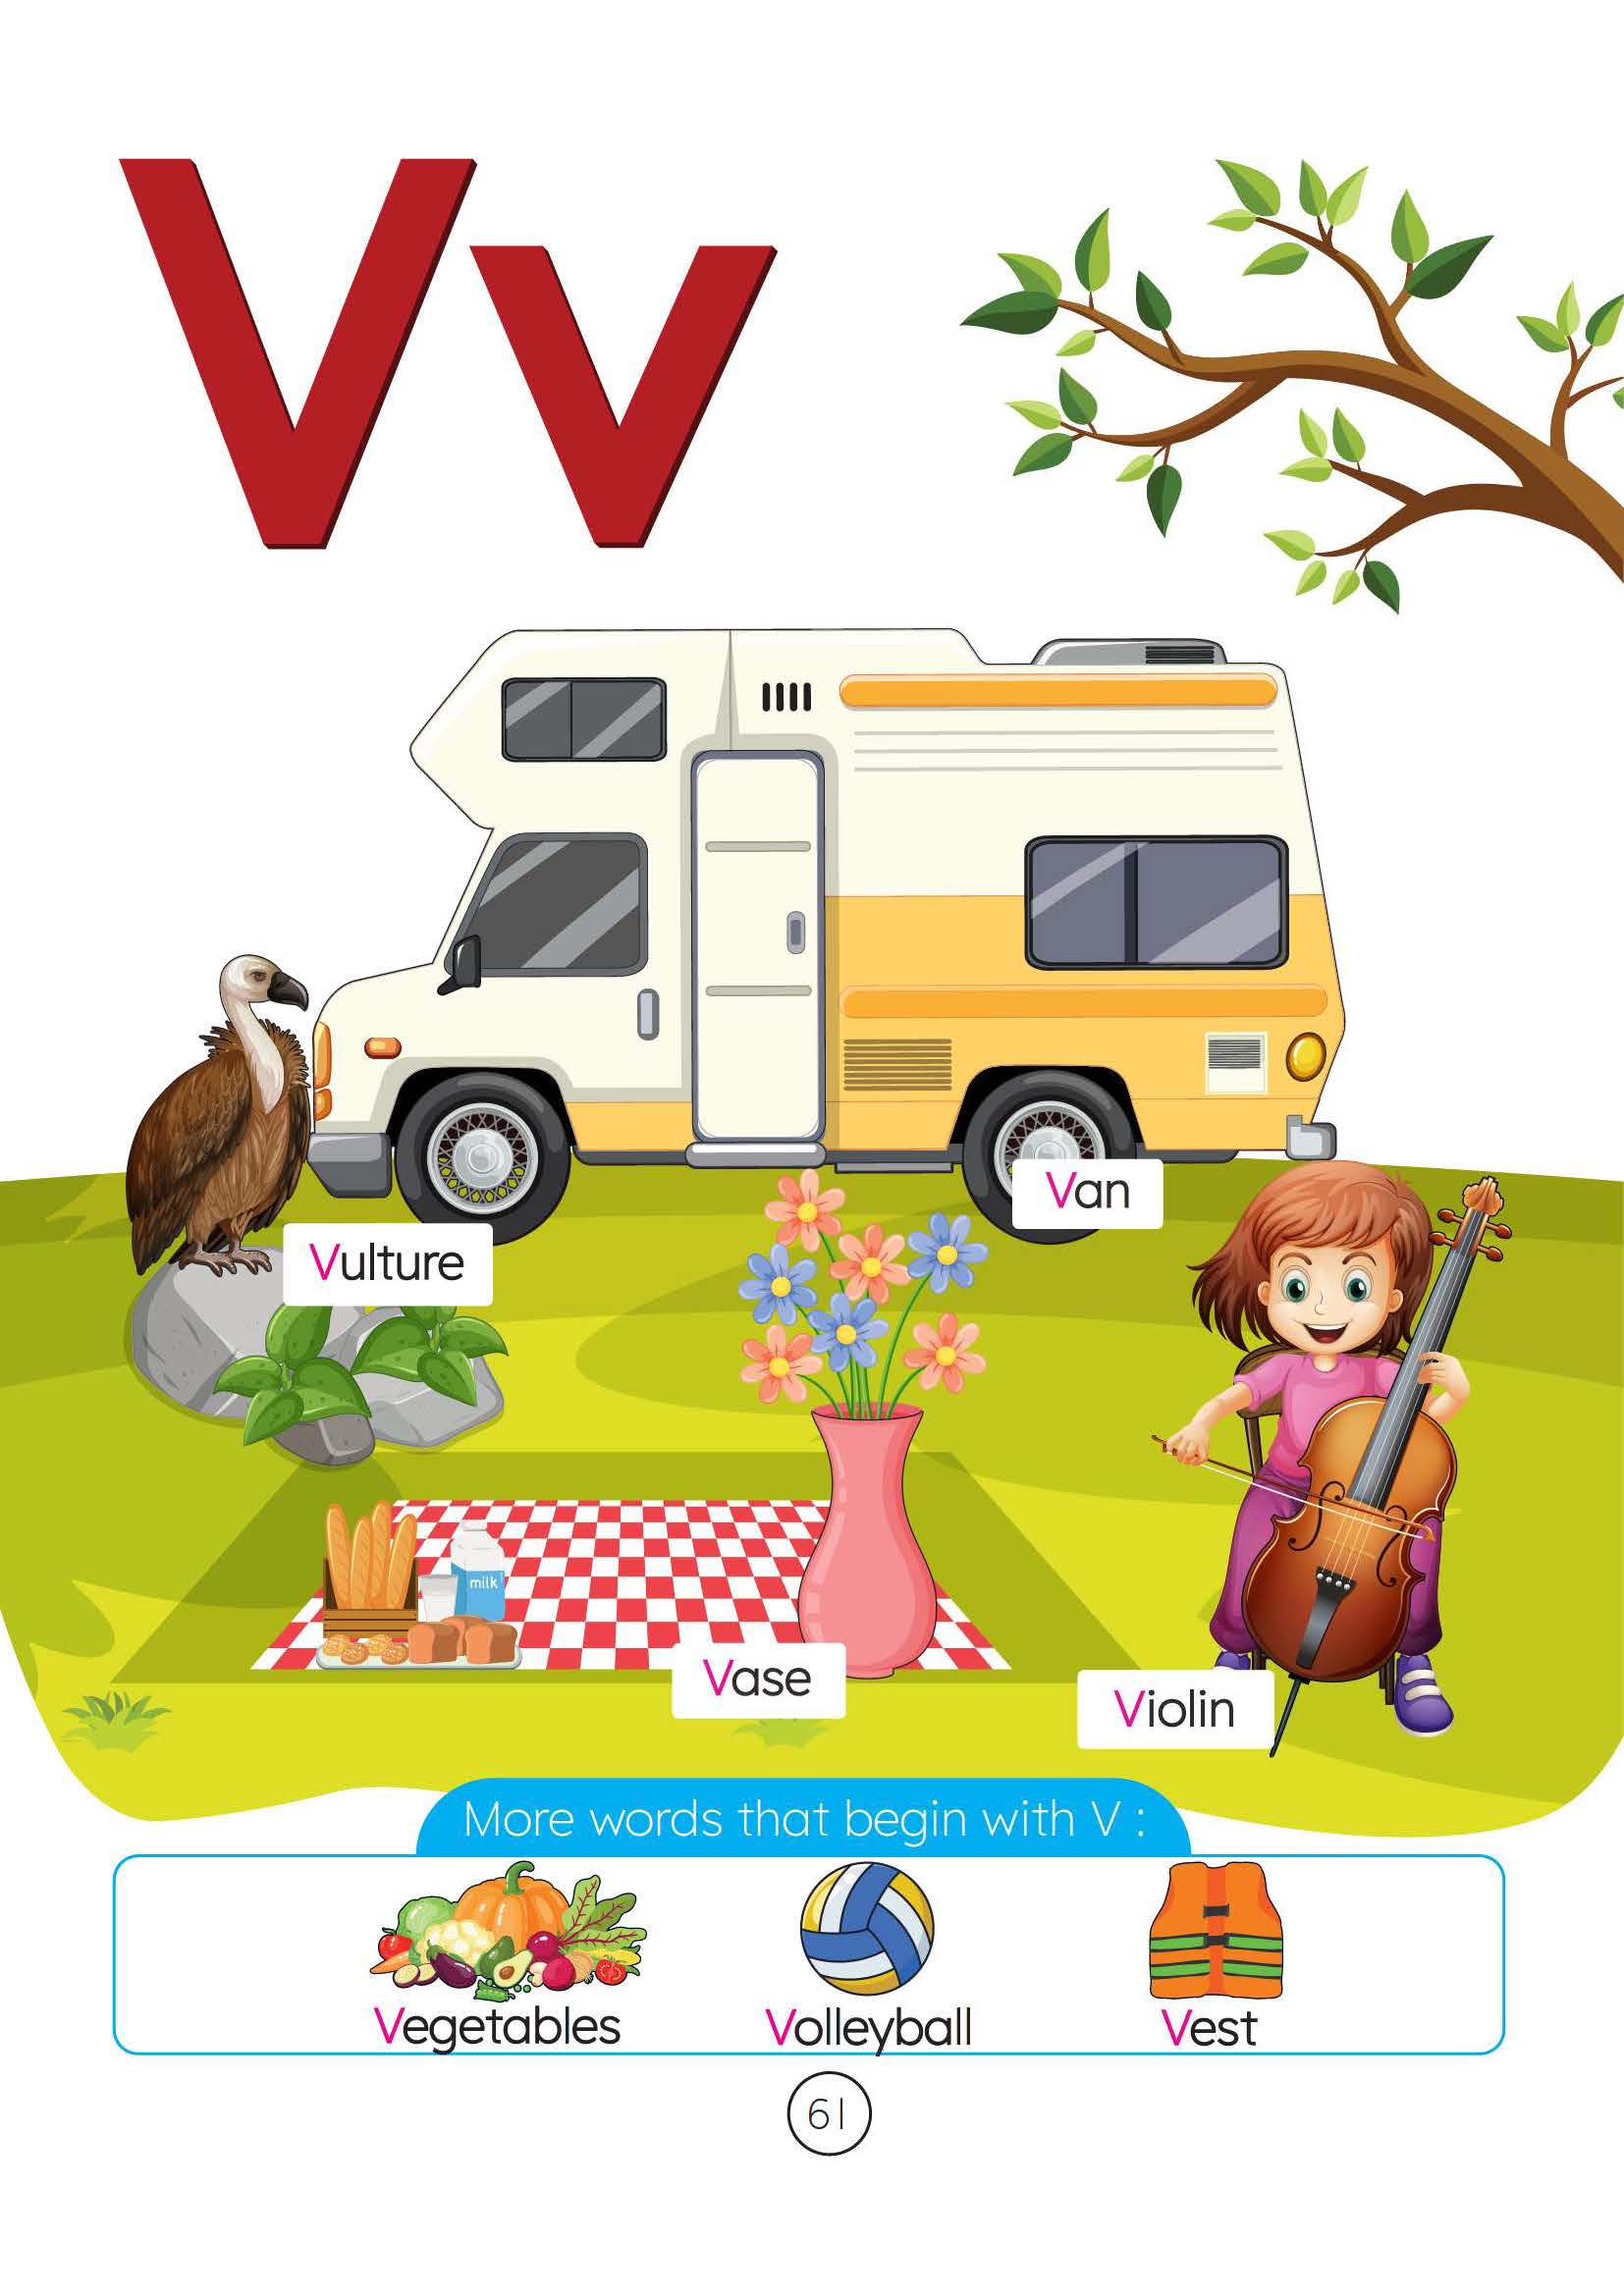 Vv
Van
Vulture
milk
Vase
Violin
More words that begin with V :
Vegetables
Volleyball
Vest
61